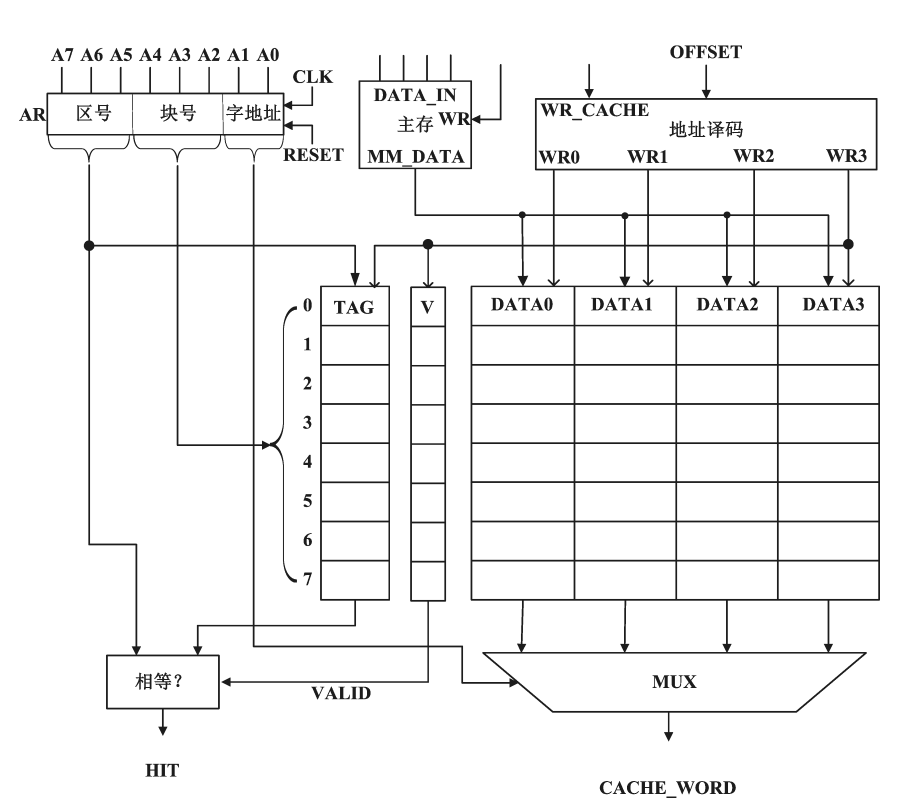 A7 A6 A5 A4 A3 A2 A1 A0
OFFSET
CLK
AR 区号 块号 字地址
RESET
DATA_IN
主存 WR
MM_DATA
WR_CACHE
地址译码
WR0 WR1 WR2 WR3
0 TAG V DATA0 DATA1 DATA2 DATA3
1
2
3
4
5
6
7
相等?
VALID
MUX
HIT
CACHE_WORD